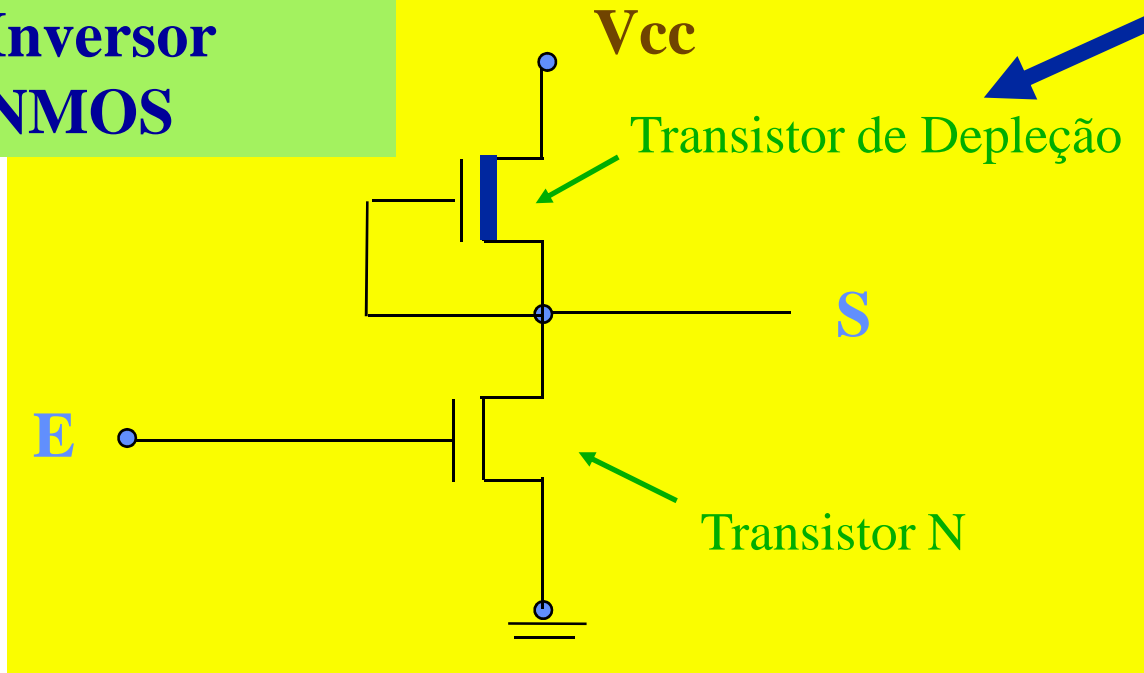 Inversor
NMOS
Vcc
Transistor de Depleção
S
E
Transistor N